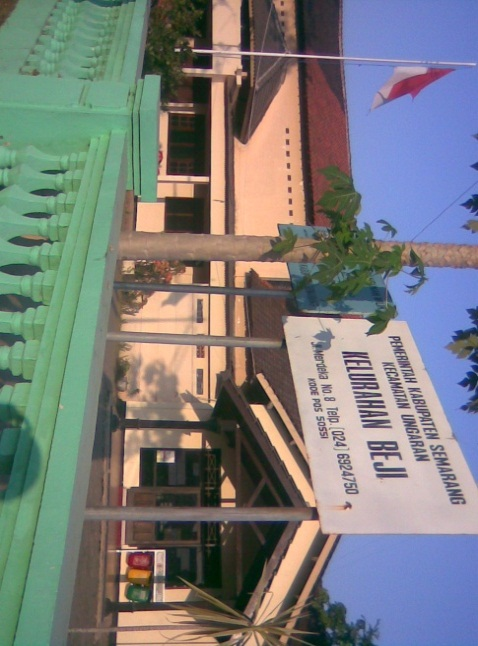 PEMERINTAH KABUPATEN SEMARANG
KECAMATAN UNGARAN
KELURAHAN BEJI
Jl. Merdeka No. 8 Telp. (024) 6924750
KODE POS 50551